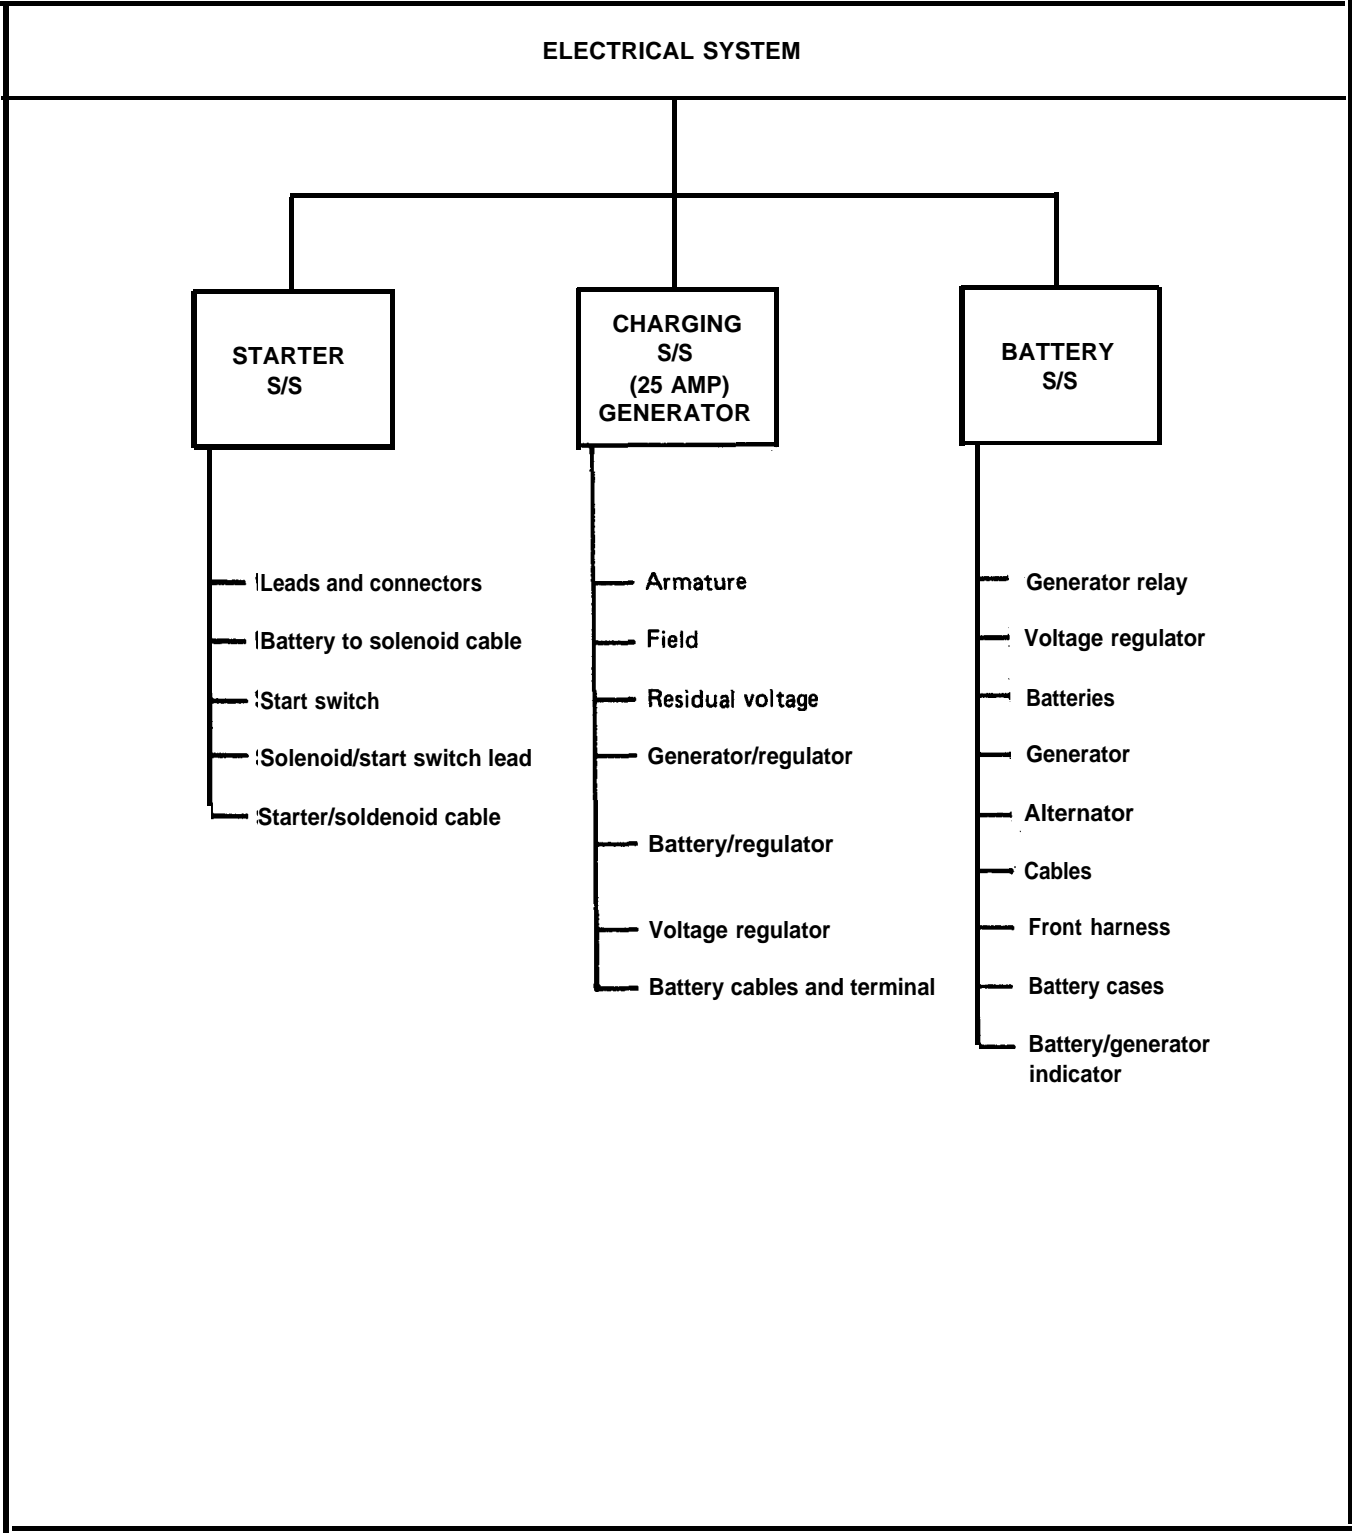 ELECTRICAL SYSTEM
STARTER
S/S
Leads and connectors
Battery to solenoid cable
Start switch
Solenoid/start switch lead
Starter/soldenoid cable
CHARGING
S/S
(25 AMP)
GENERATOR
Armature
Field
Residual voltage
Generator/regulator
Battery/regulator
Voltage regulator
Battery cables and terminal
BATTERY
S/S
Generator relay
Voltage regulator
Batteries
Generator
Alternator
Cables
Front harness
Battery cases
Battery/generator
indicator